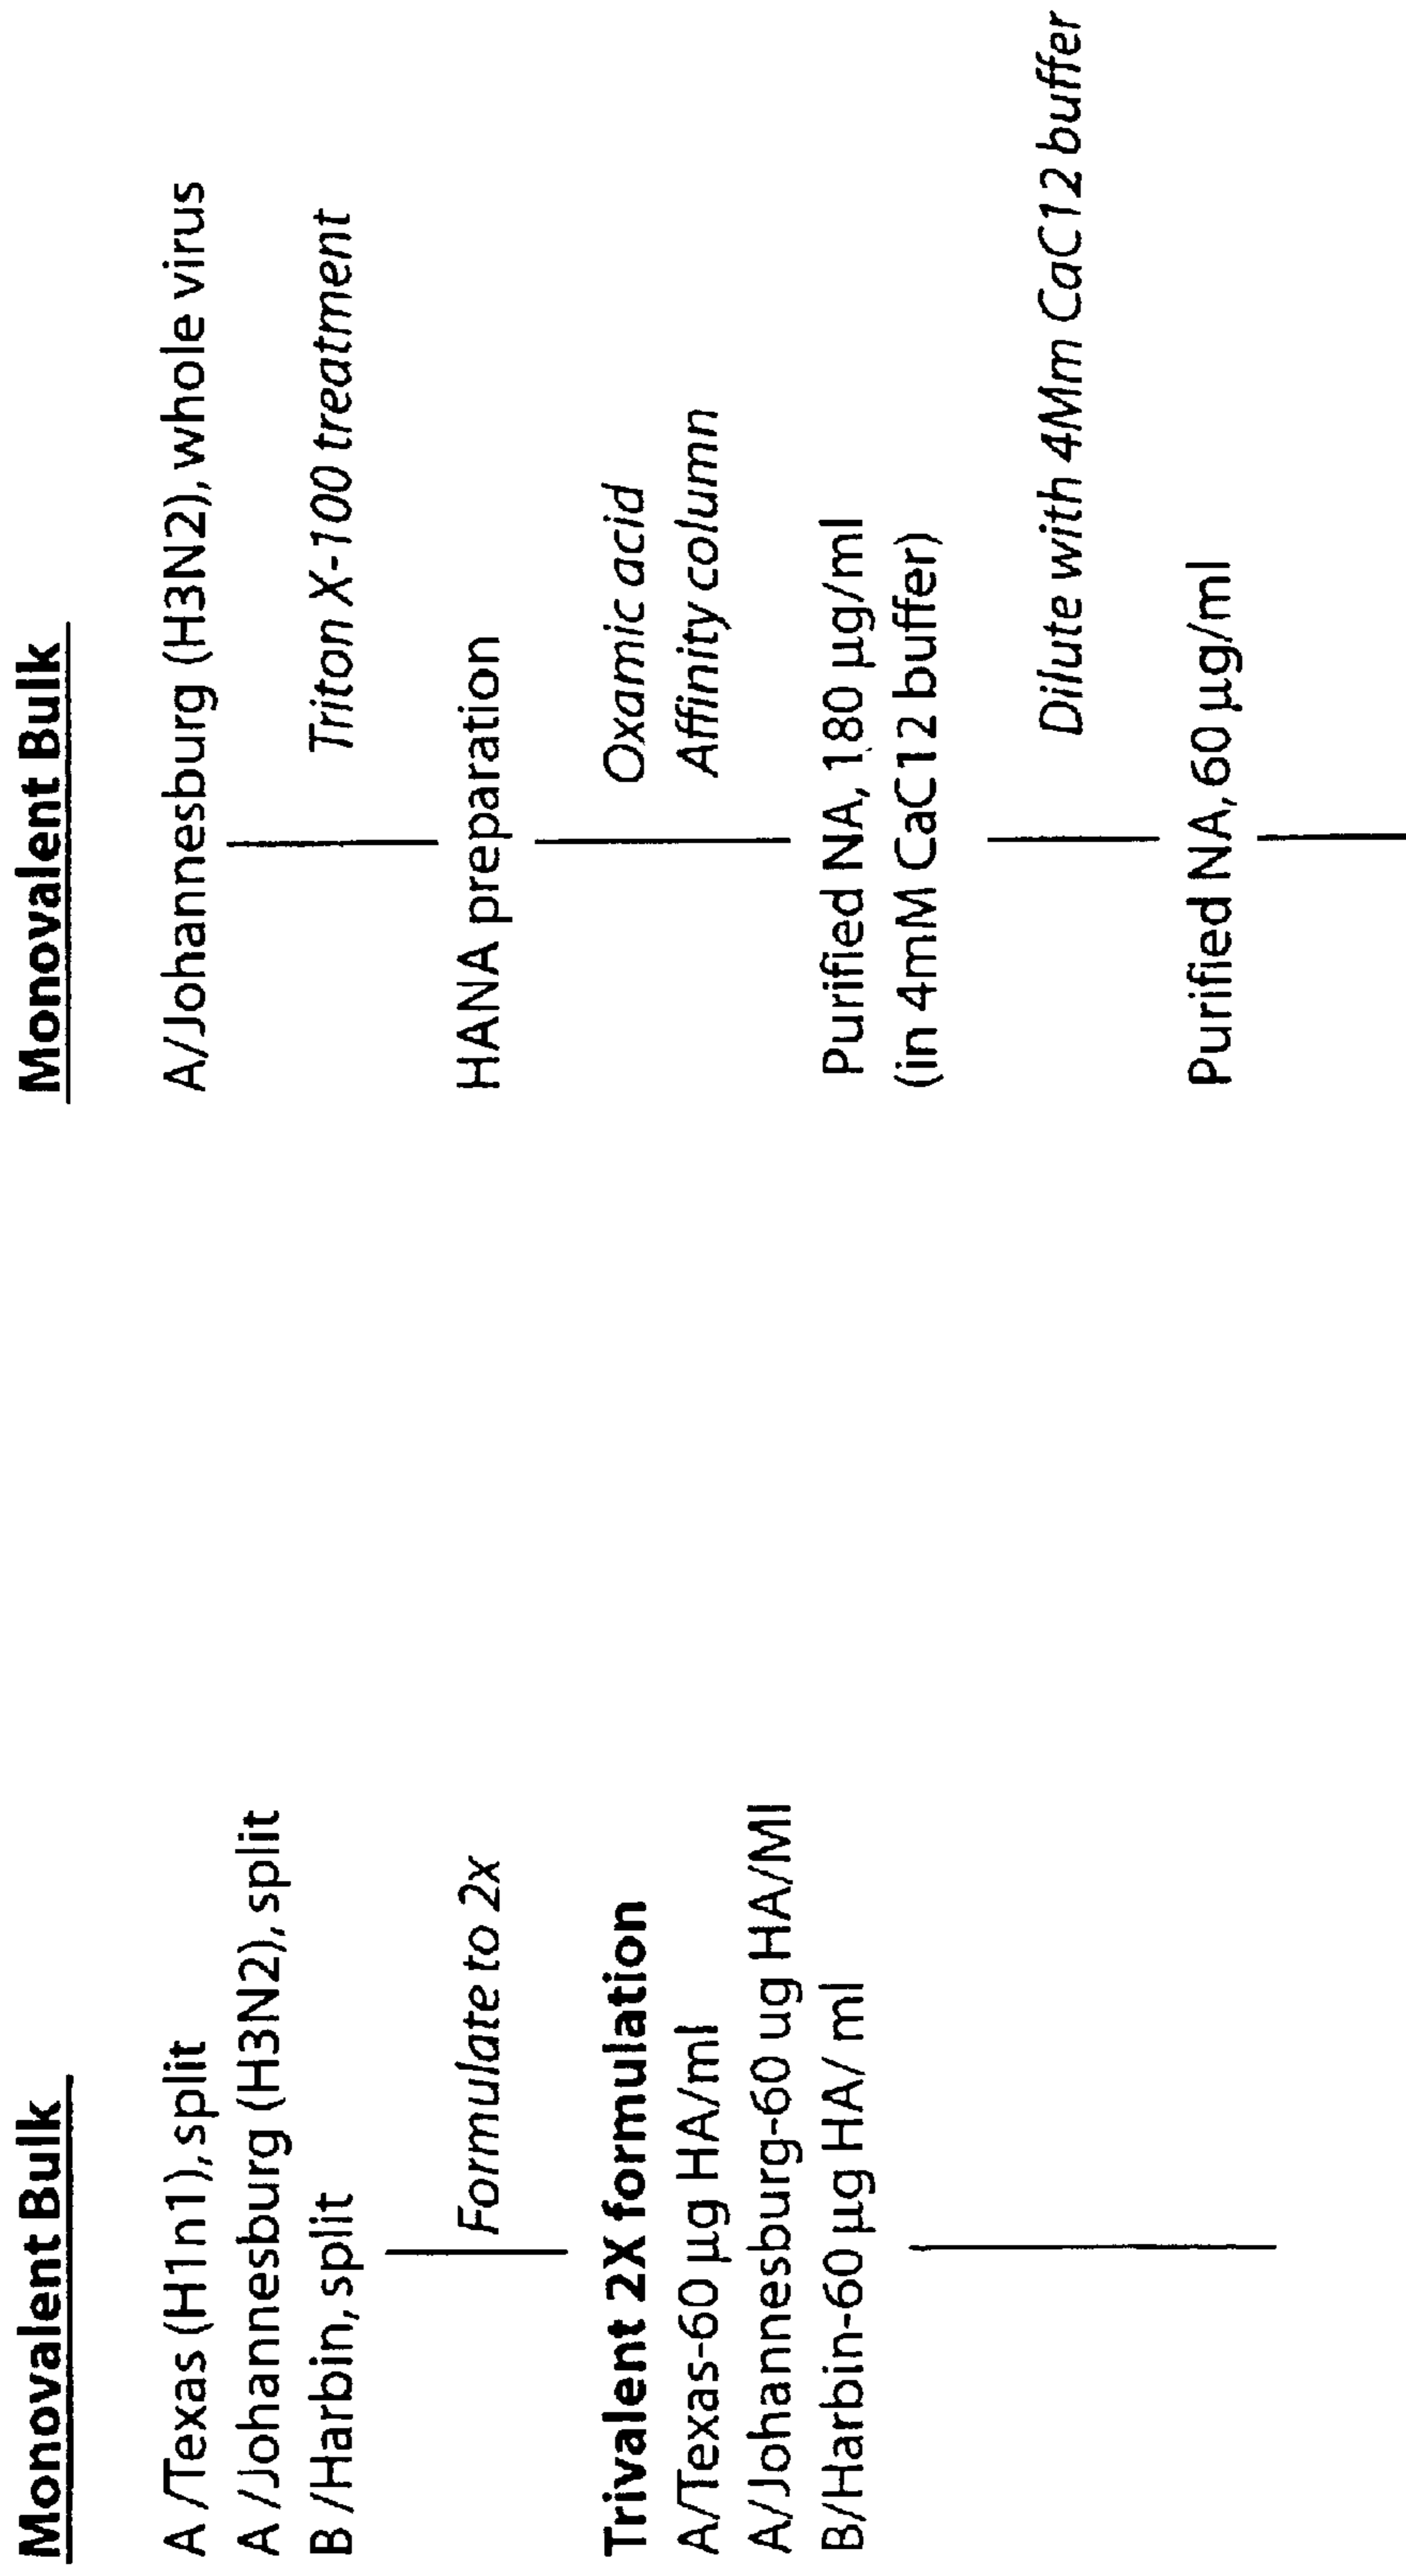 Monovalent Bulk
A /Texas (H1n1), split
A /Johannesburg (H3N2), split
B /Harbin, split
Formulate to 2x
Trivalent 2X formulation
A/Texas-60 µg HA/ml
A/Johannesburg-60 ug HA/Ml
B/Harbin-60 µg HA/ ml
Monovalent Bulk
A/Johannesburg (H3N2), whole virus
Triton X-100 treatment
HANA preparation
Oxamic acid
Affinity column
Purified NA, 180 µg/ml
(in 4mM CaC12 buffer)
Dilute with 4Mm CaC12 buffer
Purified NA, 60 µg/ml